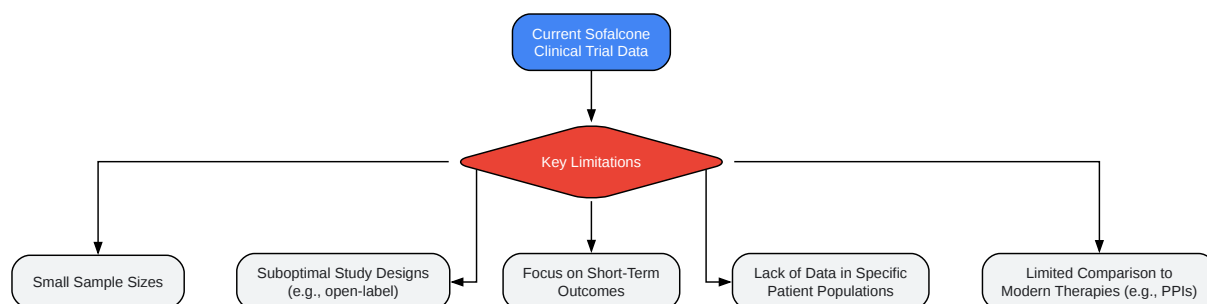 Current Sofalcone
Clinical Trial Data
Key Limitations
Small Sample Sizes
Suboptimal Study Designs
(e.g., open-label)
Focus on Short-Term
Outcomes
Lack of Data in Specific
Patient Populations
Limited Comparison to
Modern Therapies (e.g., PPIs)